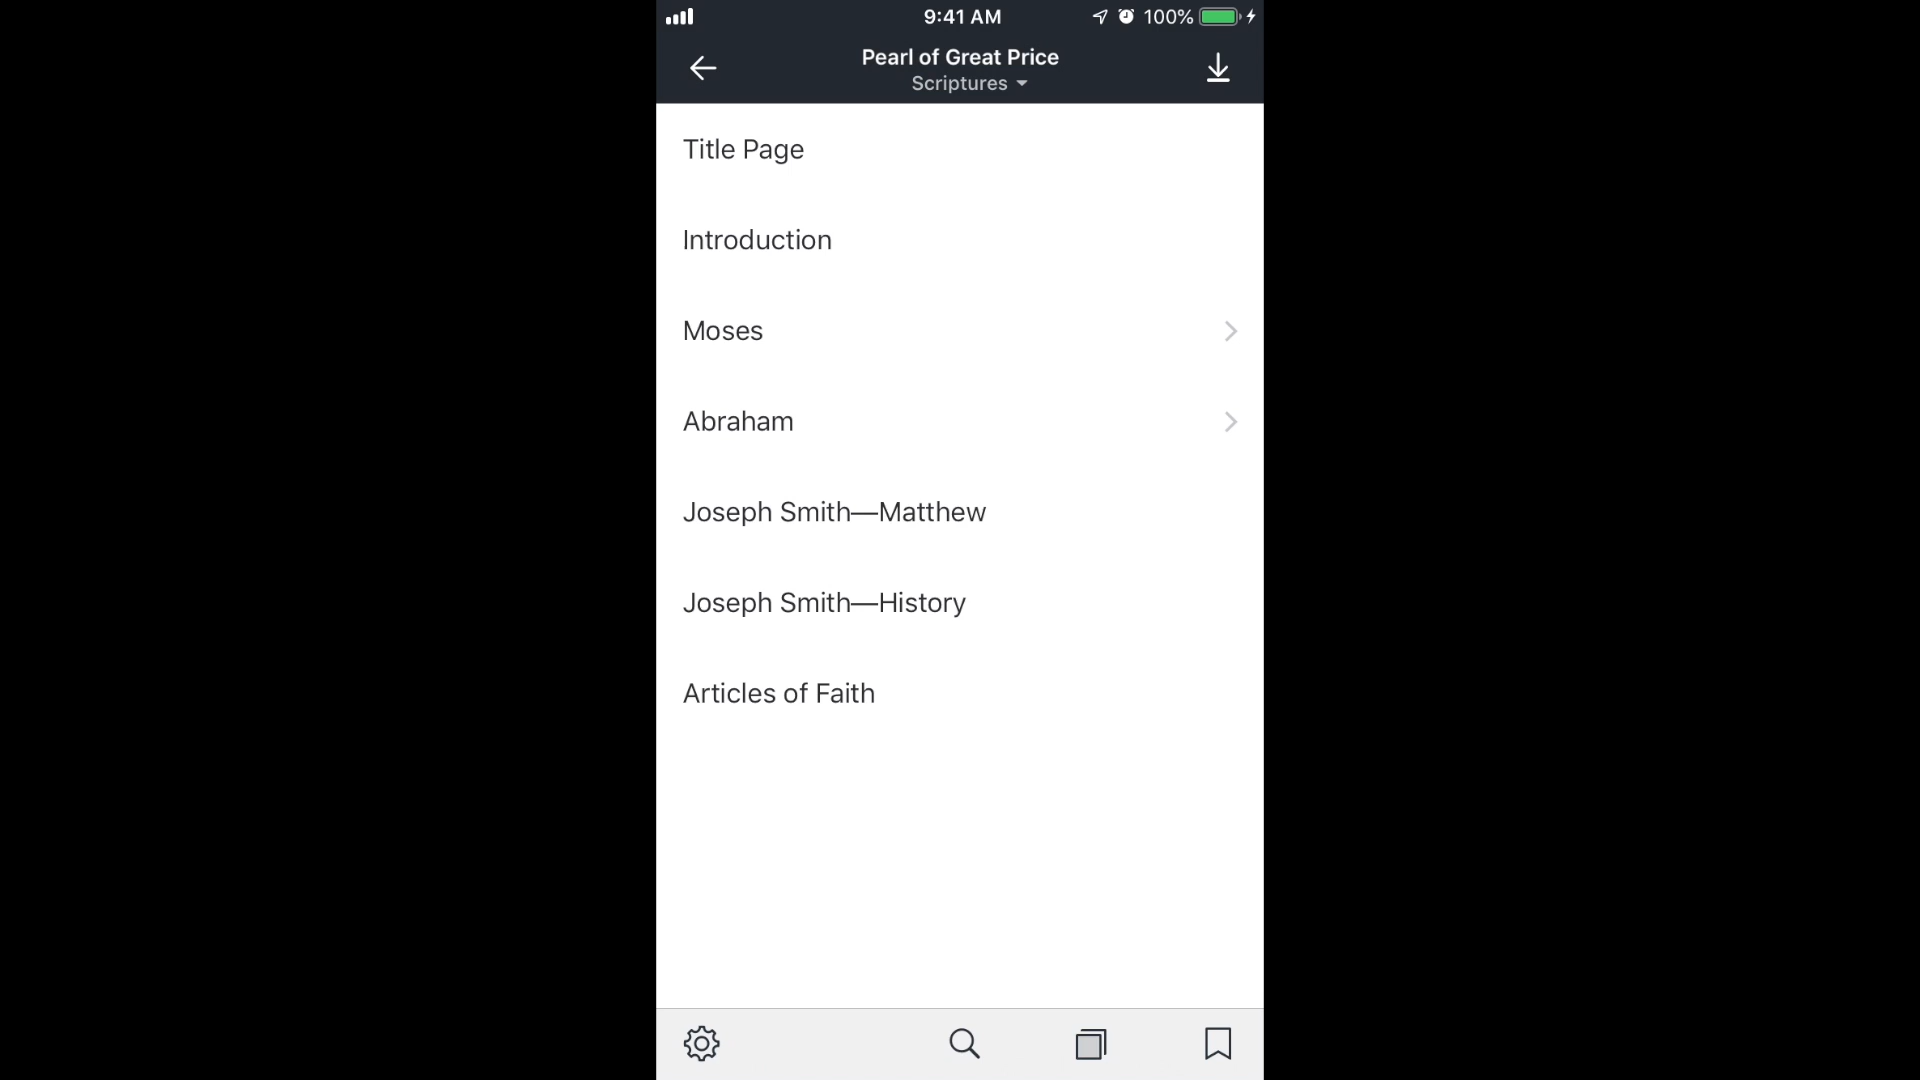 9:41 AM
100%
Pearl of Great Price
Scriptures
Title Page
Introduction
Moses
Abraham
Joseph Smith—Matthew
Joseph Smith—History
Articles of Faith